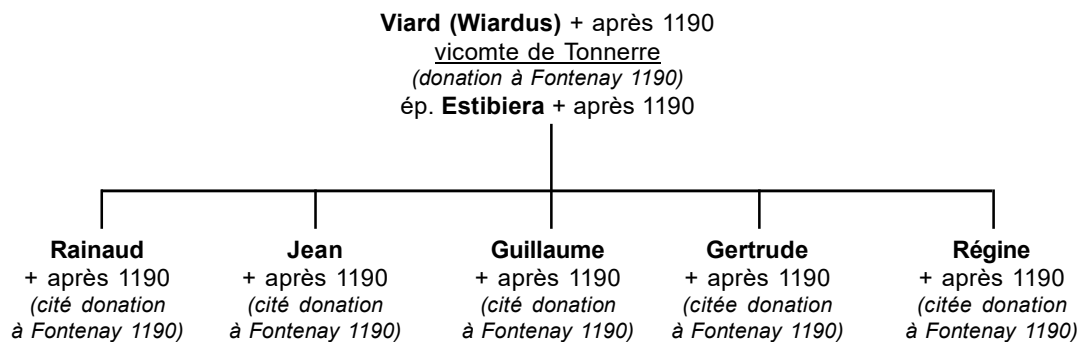 Viard (Wiardus) + après 1190
vicomte de Tonnerre
(donation à Fontenay 1190)
ép. Estibiera + après 1190
Rainaud
+ après 1190
(cité donation
à Fontenay 1190)
Jean
+ après 1190
(cité donation
à Fontenay 1190)
Guillaume
+ après 1190
(cité donation
à Fontenay 1190)
Gertrude
+ après 1190
(citée donation
à Fontenay 1190)
Régine
+ après 1190
(citée donation
à Fontenay 1190)